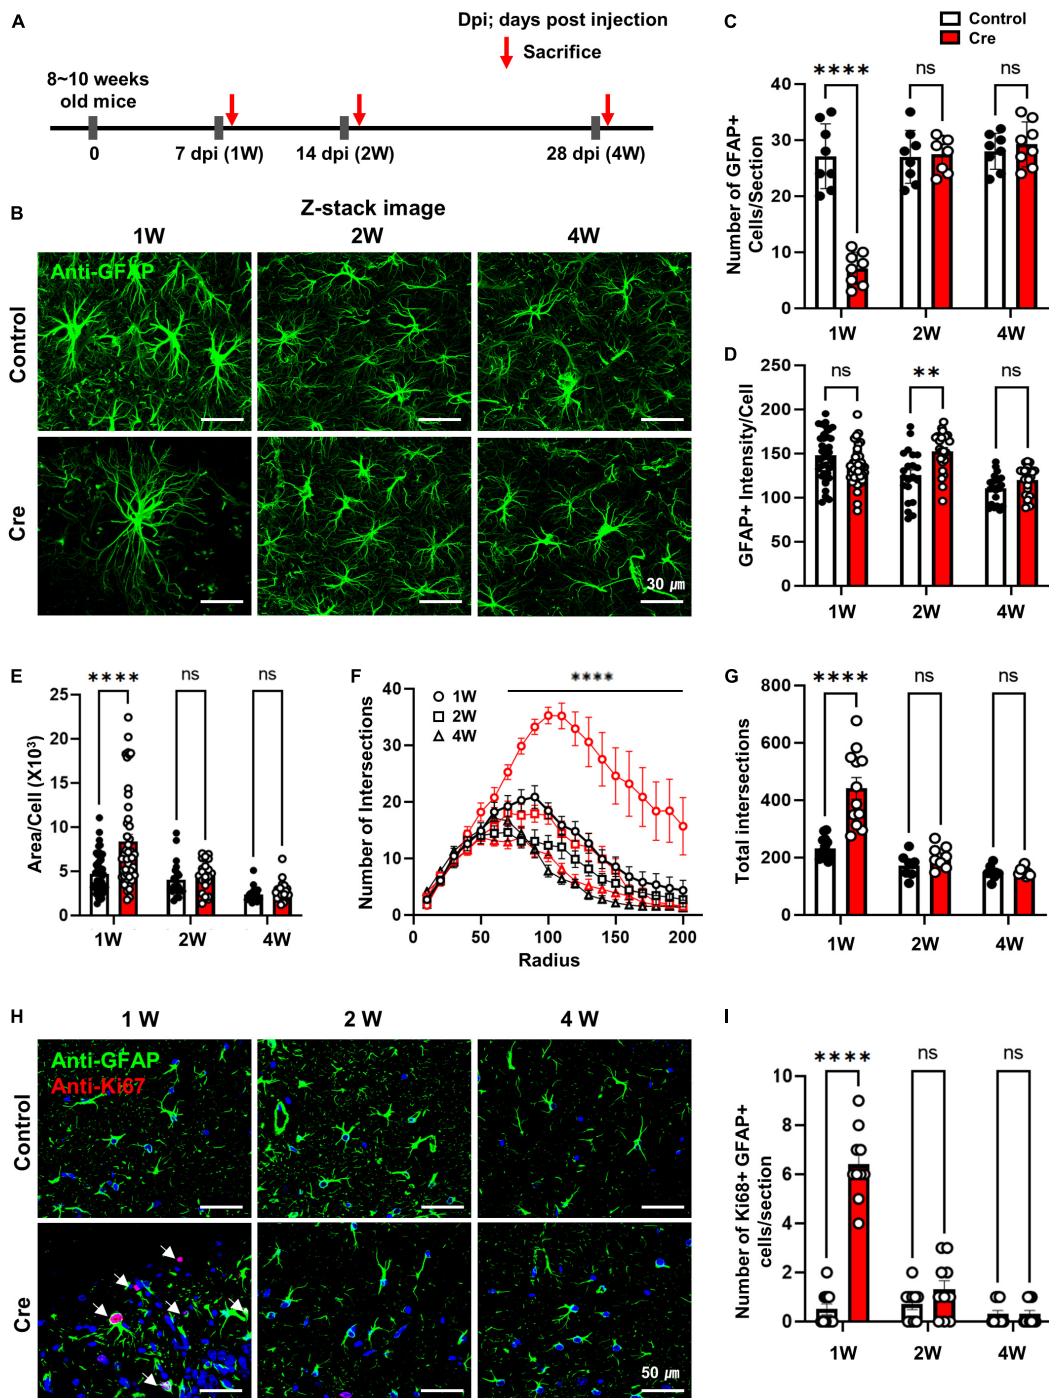 A
Dpi; days post injection
Sacrifice
8~10 weeks
old mice
0
7 dpi (1W)
14 dpi (2W)
28 dpi (4W)
B
Z-stack image
1W
2W
4W
Anti-GFAP
Control
Cre
30 ㎛
C
Control
Cre
****
ns
ns
Number of GFAP+
Cells/Section
40
30
20
10
0
1W
2W
4W
D
ns
**
ns
GFAP+ Intensity/Cell
250
200
150
100
50
0
1W
2W
4W
E
****
ns
ns
Area/Cell (X10³)
25
20
15
10
5
0
1W
2W
4W
F
****
1W
2W
4W
Number of Intersections
40
30
20
10
0
0
50
100
150
200
Radius
G
****
ns
ns
Total intersections
800
600
400
200
0
1W
2W
4W
H
1 W
2 W
4 W
Anti-GFAP
Anti-Ki67
Control
Cre
50 ㎛
I
****
ns
ns
Number of Ki68+ GFAP+
cells/section
10
8
6
4
2
0
1W
2W
4W